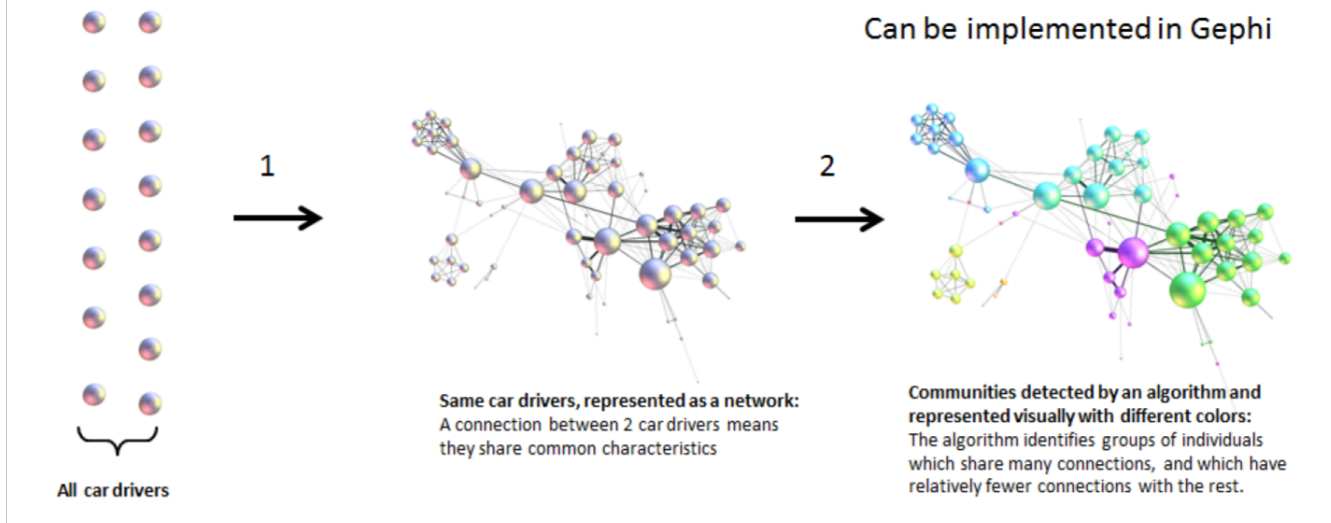 Can be implemented in Gephi
1
2
Same car drivers, represented as a network:
A connection between 2 car drivers means
they share common characteristics
Communities detected by an algorithm and
represented visually with different colors:
The algorithm identifies groups of individuals
which share many connections, and which have
relatively fewer connections with the rest.
All car drivers